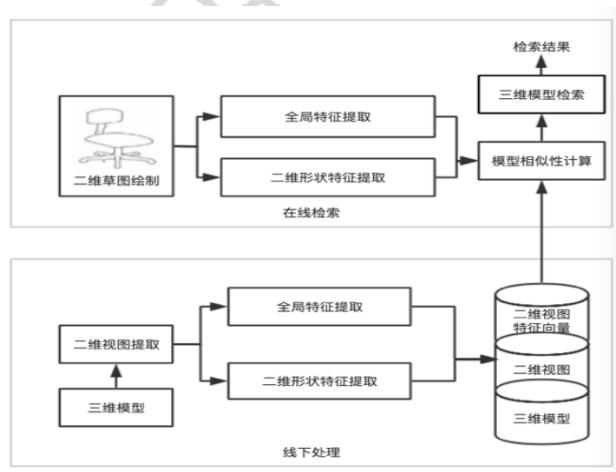 检索结果
三维模型检索
全局特征提取
模型相似性计算
二维草图绘制
二维形状特征提取
在线检索
全局特征提取
二维视图
特征向量
二维视图提取
二维视图
二维形状特征提取
三维模型
三维模型
线下处理